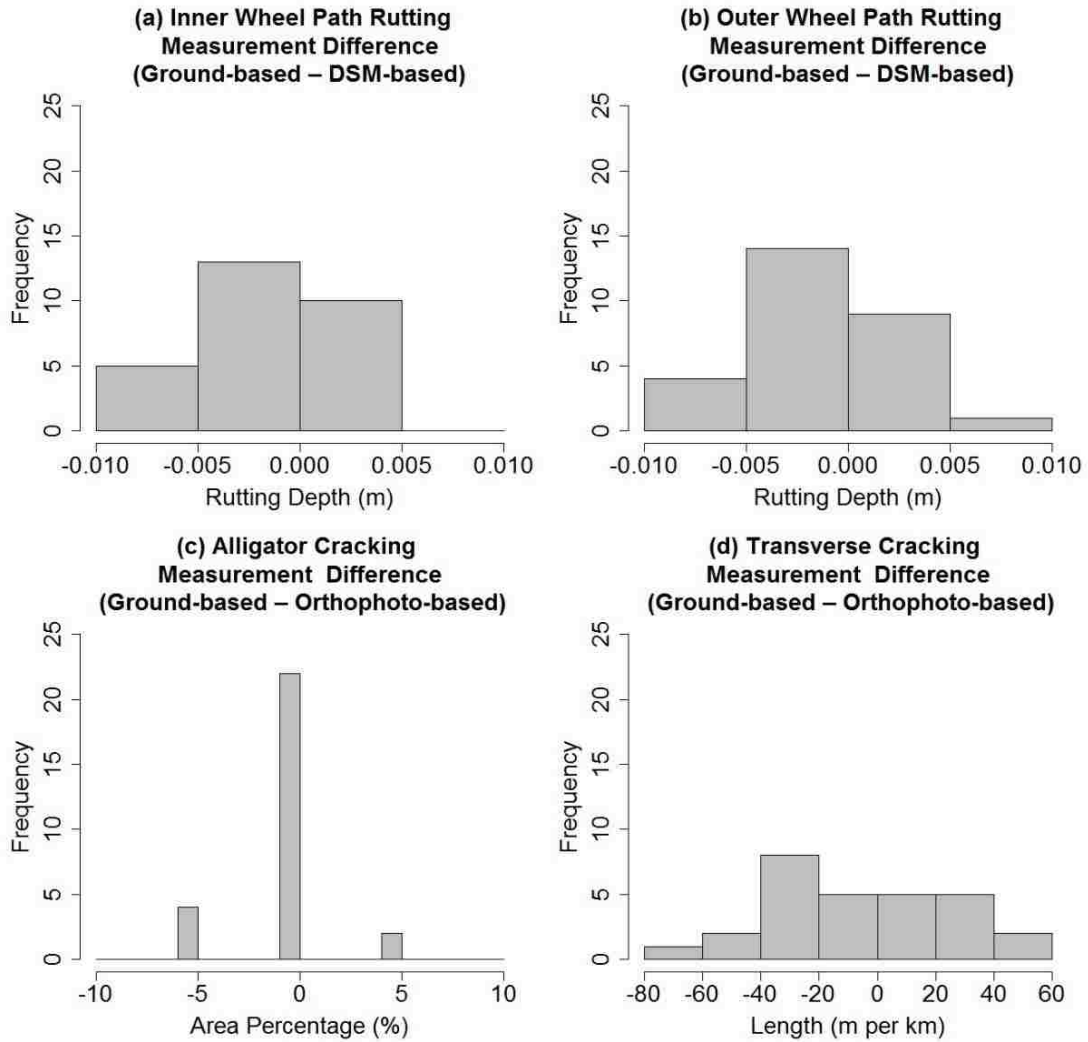 (a) Inner Wheel Path Rutting
Measurement Difference
(Ground-based – DSM-based)
25
20
15
10
5
0
Frequency
-0.010 -0.005 0.000 0.005 0.010
Rutting Depth (m)
(b) Outer Wheel Path Rutting
Measurement Difference
(Ground-based – DSM-based)
25
20
15
10
5
0
Frequency
-0.010 -0.005 0.000 0.005 0.010
Rutting Depth (m)
(c) Alligator Cracking
Measurement Difference
(Ground-based – Orthophoto-based)
25
20
15
10
5
0
Frequency
-10 -5 0 5 10
Area Percentage (%)
(d) Transverse Cracking
Measurement Difference
(Ground-based – Orthophoto-based)
25
20
15
10
5
0
Frequency
-80 -60 -40 -20 0 20 40 60
Length (m per km)